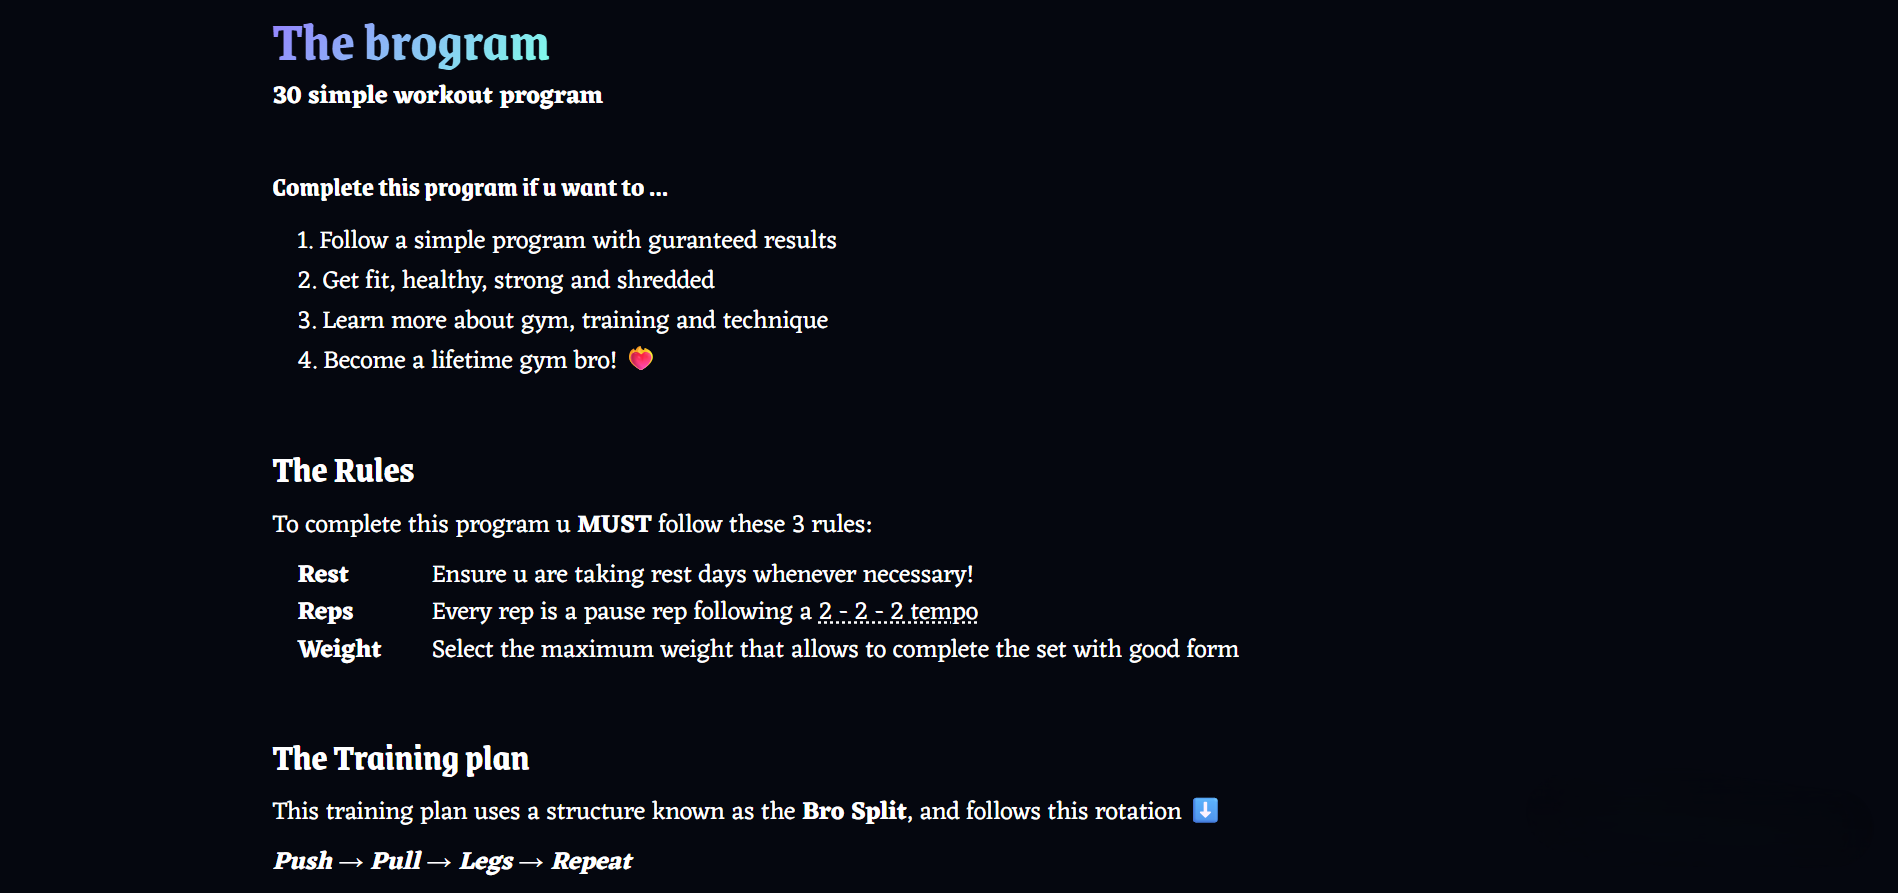 The brogram
30 simple workout program
Complete this program if u want to ...
1. Follow a simple program with guranteed results
2. Get fit, healthy, strong and shredded
3. Learn more about gym, training and technique
4. Become a lifetime gym bro! ❤️‍🔥
The Rules
To complete this program u MUST follow these 3 rules:
Rest Ensure u are taking rest days whenever necessary!
Reps Every rep is a pause rep following a 2 - 2 - 2 tempo
Weight Select the maximum weight that allows to complete the set with good form
The Training plan
This training plan uses a structure known as the Bro Split, and follows this rotation ⬇️
Push → Pull → Legs → Repeat